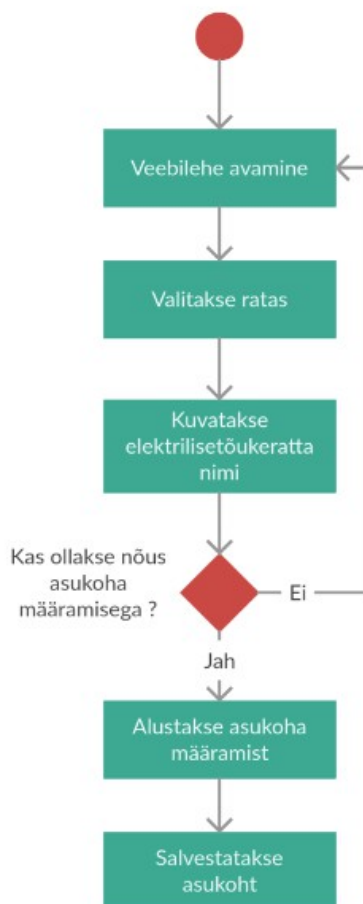 Veebilehe avamine
Valitakse ratas
Kuvatakse
elektrilisetõukeratta
nimi
Kas ollakse nõus
asukoha
määramisega ?
Ei
Jah
Alustakse asukoha
määramist
Salvestatakse
asukoht